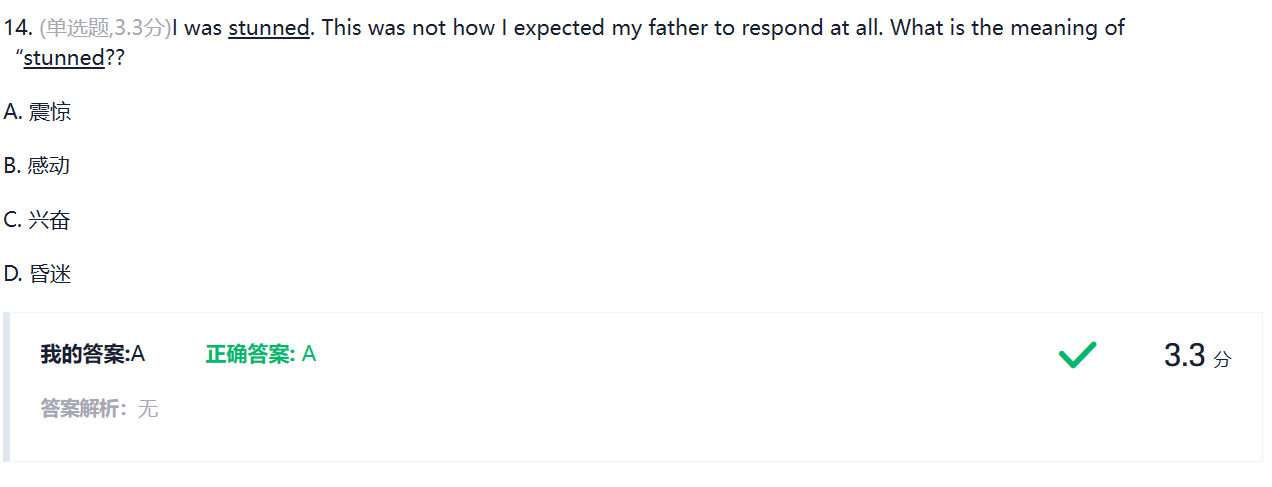 14. (单选题,3.3分)I was stunned. This was not how I expected my father to respond at all. What is the meaning of
“stunned??
A. 震惊
B. 感动
C. 兴奋
D. 昏迷
我的答案:A 正确答案: A 3.3 分
答案解析：无